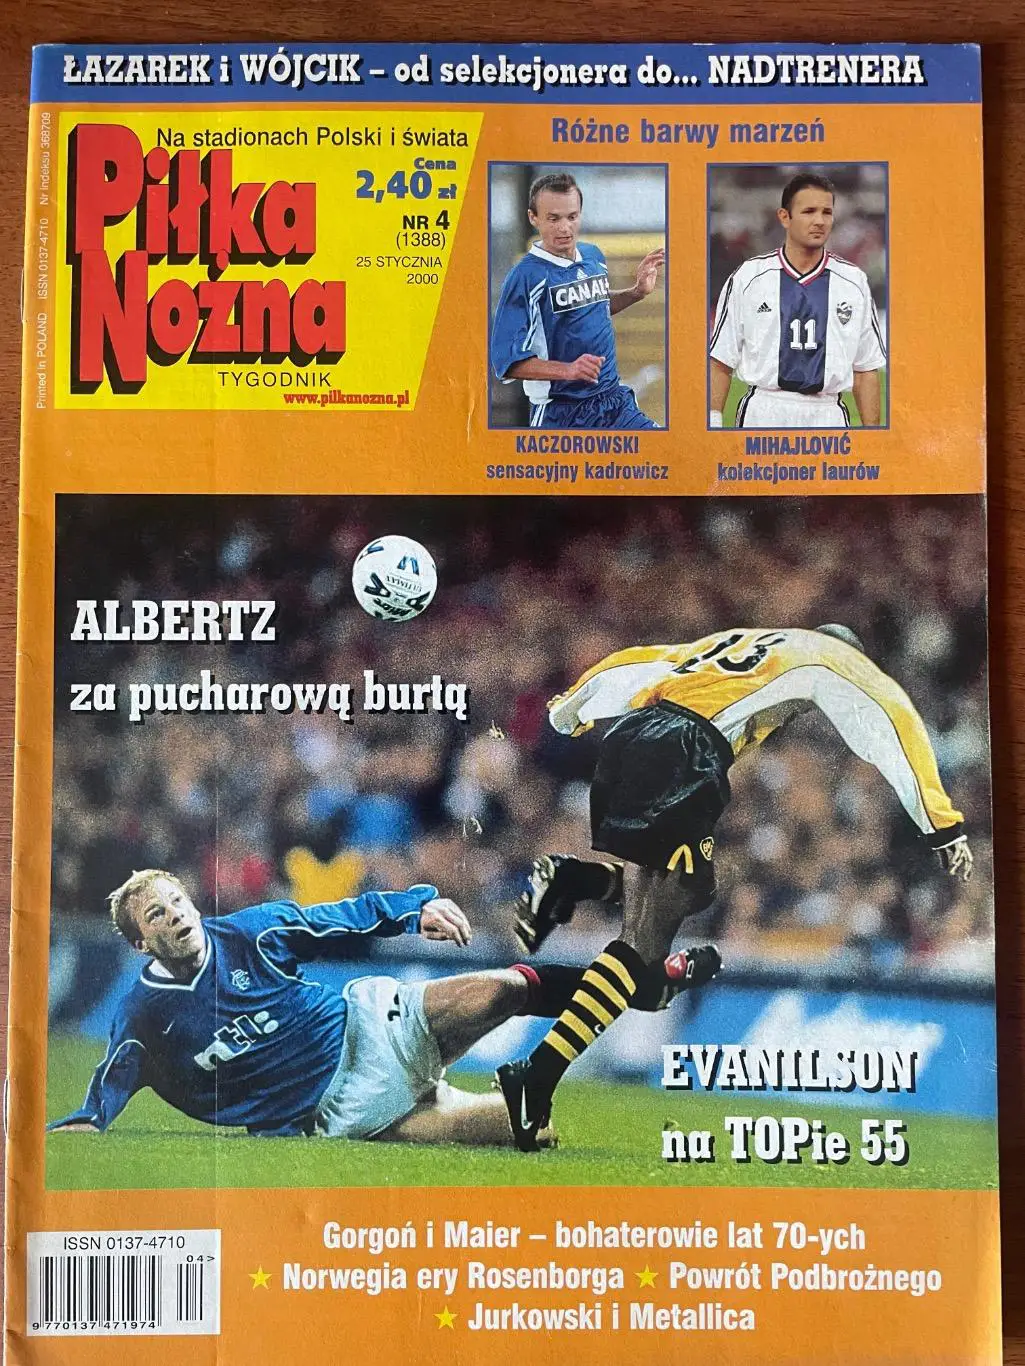 ŁAZAREK i WÓJCIK – od selekcjonera do... NADTRENERA
Na stadionach Polski i świata
Piłka
Nożna
TYGODNIK
www.pilkanozna.pl
Cena
2,40 zł
NR 4
(1388)
25 STYCZNIA
2000
Printed in POLAND ISSN 0137-4710 Nr indeksu 368709
Różne barwy marzeń
CANAL+
11
KACZOROWSKI
sensacyjny kadrowicz
MIHAJLOVIĆ
kolekcjoner laurów
ALBERTZ
za pucharową burtą
13
ntl:
EVANILSON
na TOPie 55
Gorgoń i Maier – bohaterowie lat 70-ych
Norwegia ery Rosenborga ★ Powrót Podbrożnego
★ Jurkowski i Metallica
ISSN 0137-4710
04>
9 770137 471974